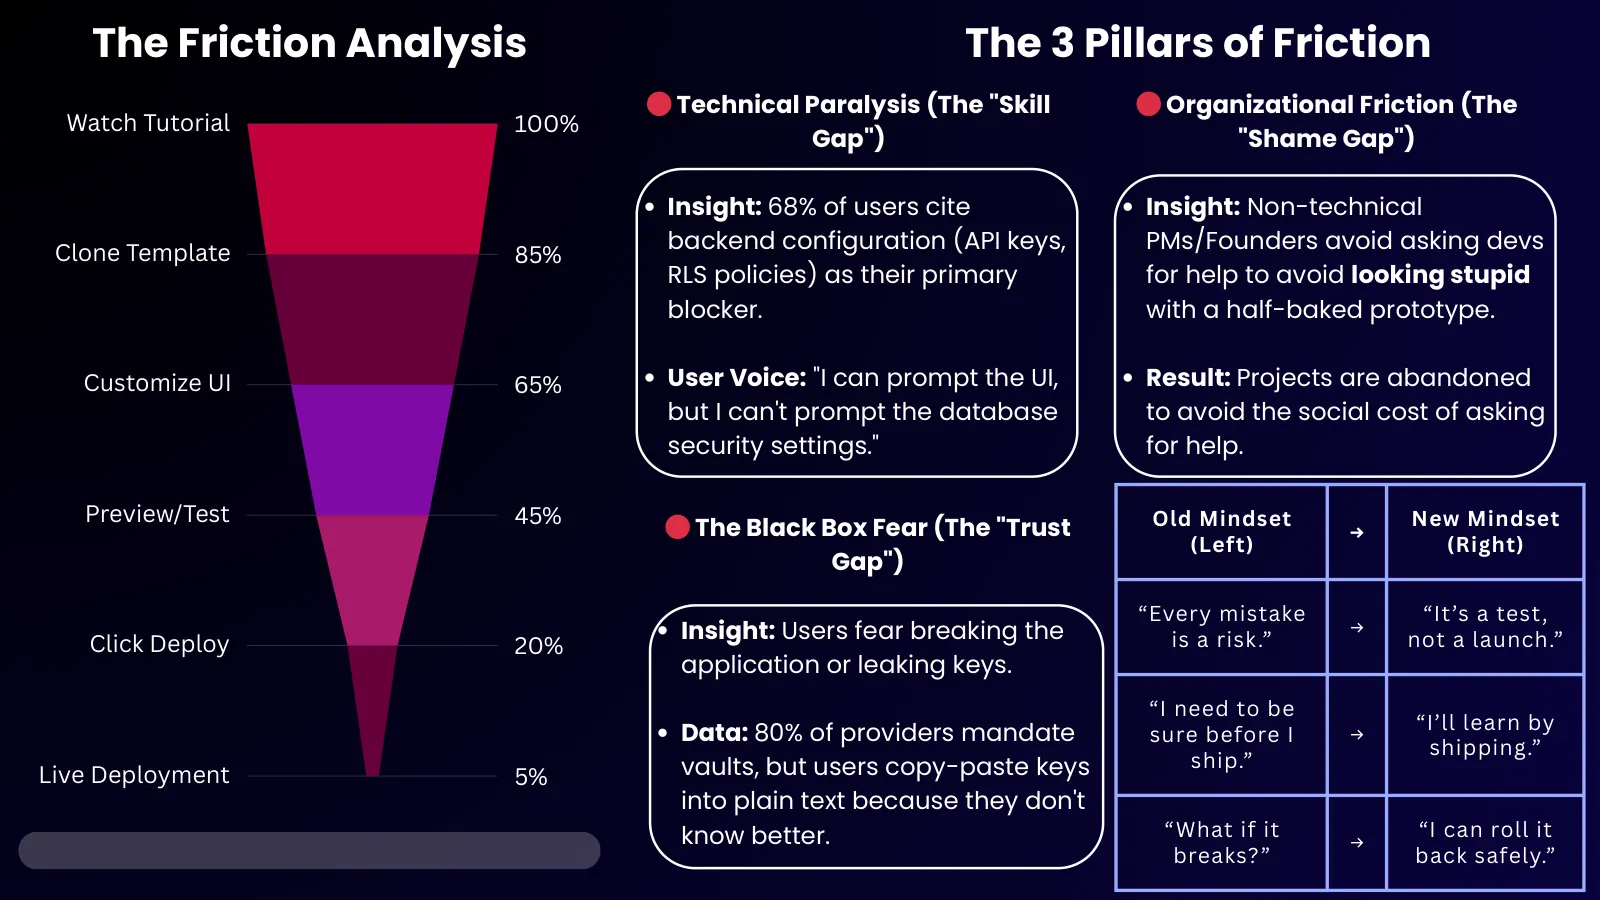 The Friction Analysis
Watch Tutorial 100%
Clone Template 85%
Customize UI 65%
Preview/Test 45%
Click Deploy 20%
Live Deployment 5%
The 3 Pillars of Friction
Technical Paralysis (The "Skill
Gap")
• Insight: 68% of users cite
backend configuration (API keys,
RLS policies) as their primary
blocker.
• User Voice: "I can prompt the UI,
but I can't prompt the database
security settings."
Organizational Friction (The
"Shame Gap")
• Insight: Non-technical
PMs/Founders avoid asking devs
for help to avoid looking stupid
with a half-baked prototype.
• Result: Projects are abandoned
to avoid the social cost of asking
for help.
The Black Box Fear (The "Trust
Gap")
• Insight: Users fear breaking the
application or leaking keys.
• Data: 80% of providers mandate
vaults, but users copy-paste keys
into plain text because they don't
know better.
Old Mindset
(Left)
→
New Mindset
(Right)
“Every mistake
is a risk.”
→
“It’s a test,
not a launch.”
“I need to be
sure before I
ship.”
→
“I’ll learn by
shipping.”
“What if it
breaks?”
→
“I can roll it
back safely.”